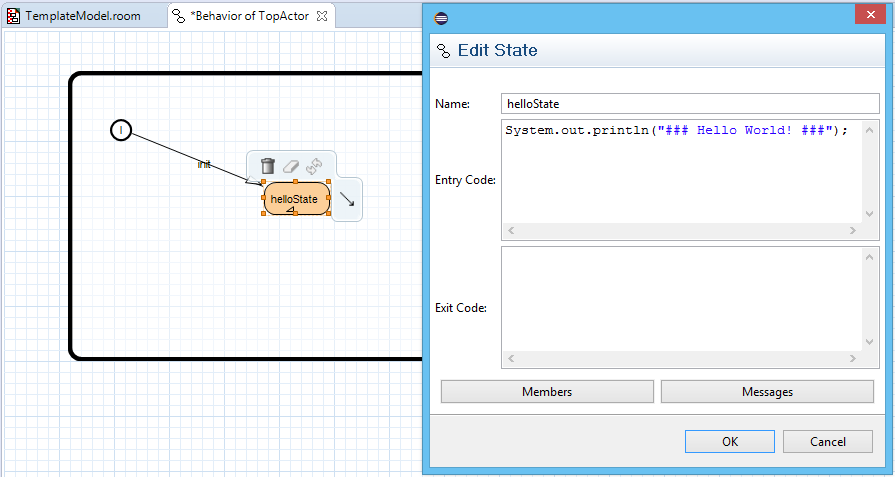 TemplateModel.room
*Behavior of TopActor
I
init
helloState
Edit State
Name:
helloState
Entry Code:
System.out.println("### Hello World! ###");
Exit Code:
Members
Messages
OK
Cancel